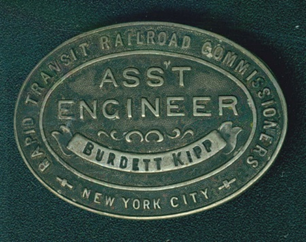 RAPID TRANSIT RAILROAD COMMISSIONERS
ASS'T
ENGINEER
BURDETT KIPP
NEW YORK CITY